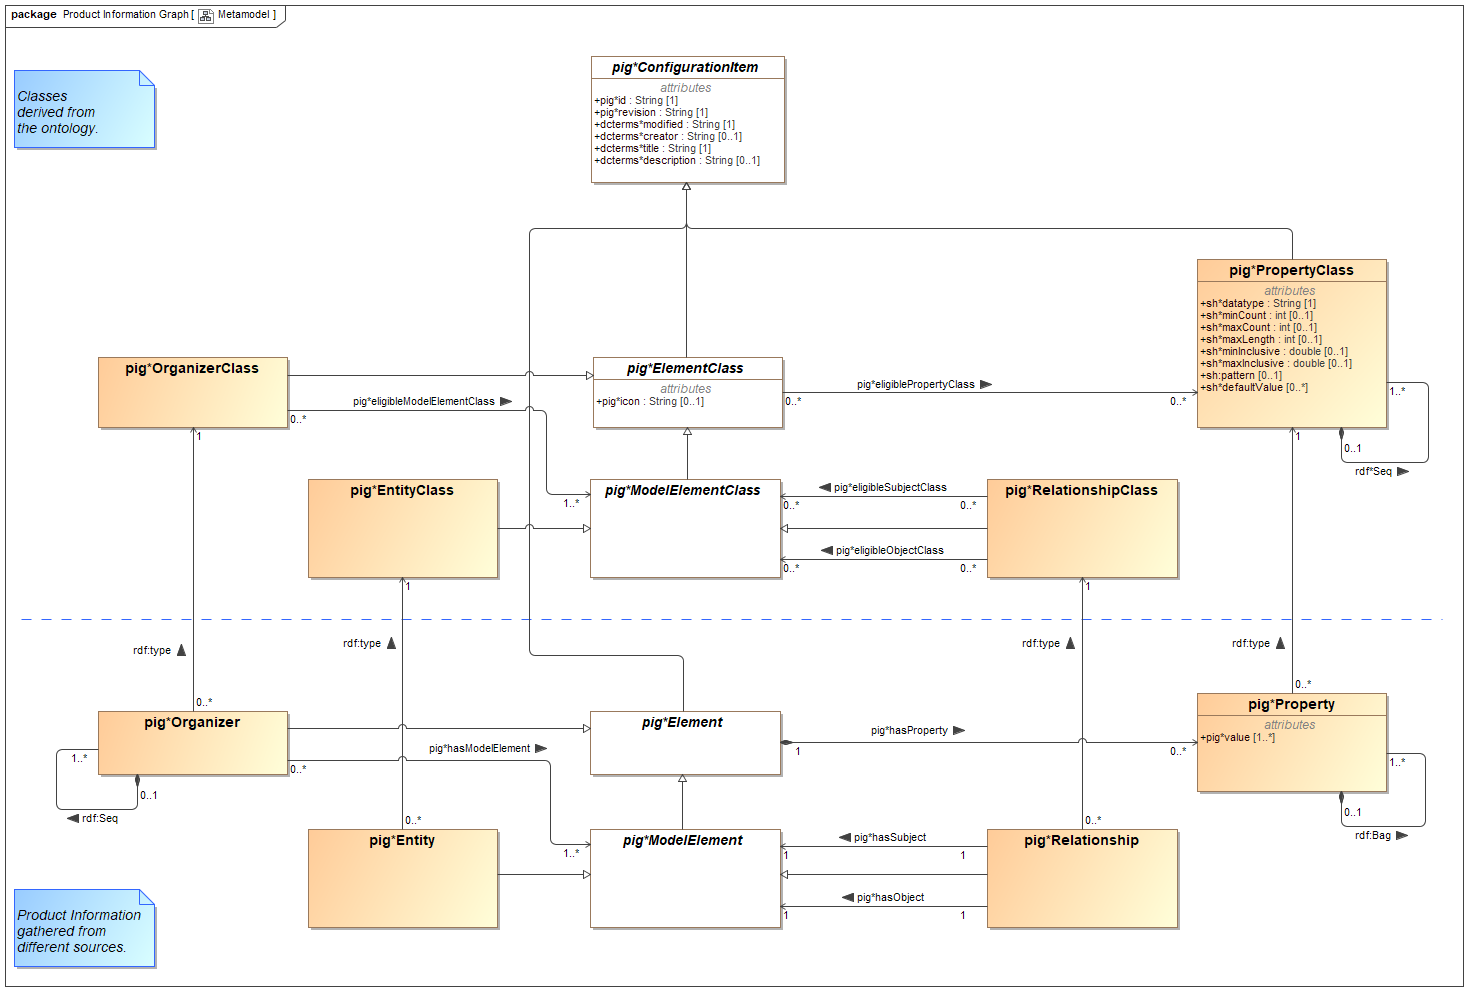 package Product Information Graph [ Metamodel ]
Classes
derived from
the ontology.
pig*ConfigurationItem
attributes
+pig*id : String [1]
+pig*revision : String [1]
+dcterms*modified : String [1]
+dcterms*creator : String [0..1]
+dcterms*title : String [1]
+dcterms*description : String [0..1]
pig*PropertyClass
attributes
+sh*datatype : String [1]
+sh*minCount : int [0..1]
+sh*maxCount : int [0..1]
+sh*maxLength : int [0..1]
+sh*minInclusive : double [0..1]
+sh*maxInclusive : double [0..1]
+sh:pattern [0..1]
+sh*defaultValue [0..*]
1..*
0..1
rdf*Seq
1
pig*OrganizerClass
pig*eligibleModelElementClass
0..*
1
pig*ElementClass
attributes
+pig*icon : String [0..1]
pig*eligiblePropertyClass
0..*
0..*
pig*EntityClass
1
pig*ModelElementClass
1..*
pig*eligibleSubjectClass
0..*
0..*
pig*eligibleObjectClass
0..*
0..*
pig*RelationshipClass
1
rdf:type
rdf:type
rdf:type
rdf:type
0..*
0..*
pig*Organizer
1..*
0..1
rdf:Seq
pig*hasModelElement
0..*
pig*Element
pig*hasProperty
1
0..*
pig*Property
attributes
+pig*value [1..*]
1..*
0..1
rdf:Bag
0..*
0..*
pig*Entity
pig*ModelElement
1..*
pig*hasSubject
1
1
pig*hasObject
1
1
pig*Relationship
Product Information
gathered from
different sources.